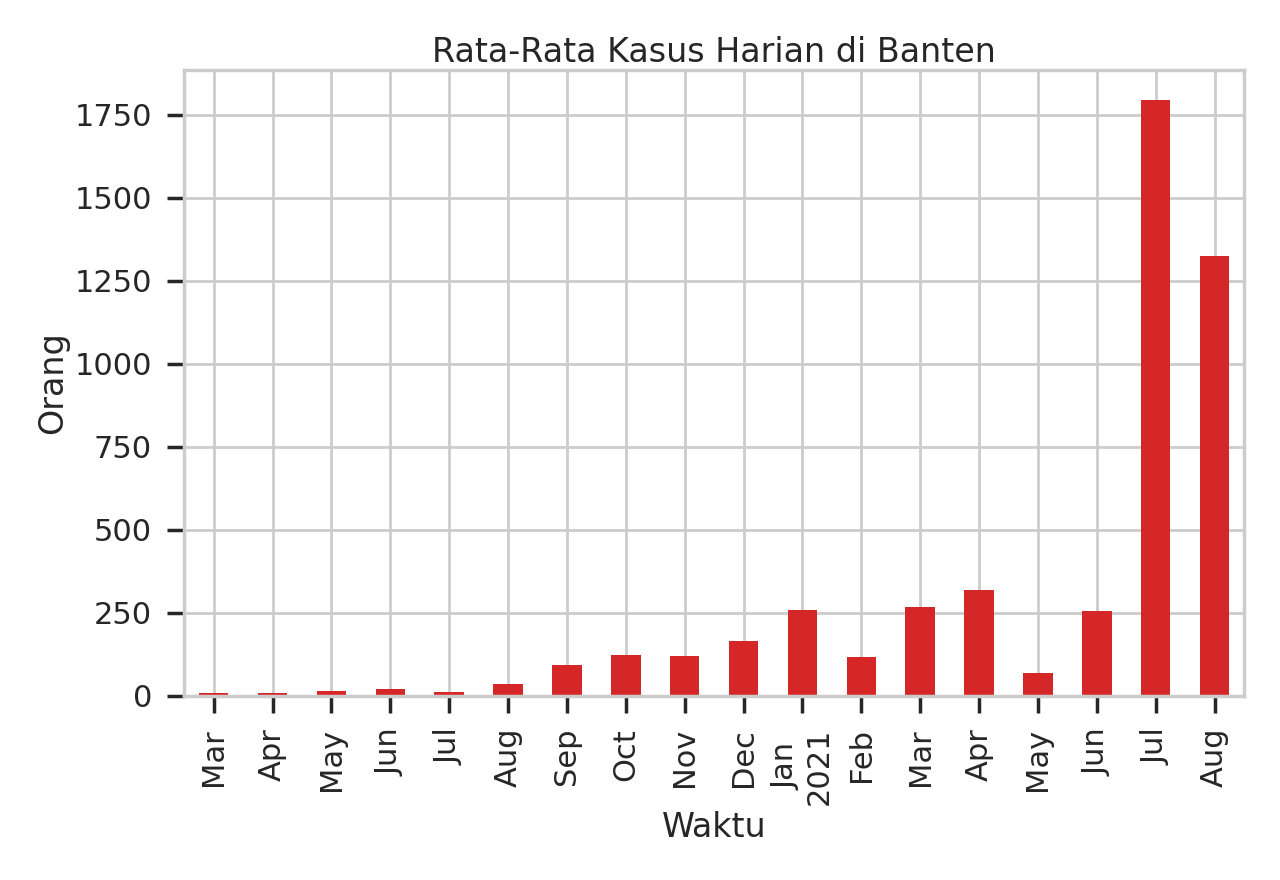 Rata-Rata Kasus Harian di Banten
Orang
1750
1500
1250
1000
750
500
250
0
Mar
Apr
May
Jun
Jul
Aug
Sep
Oct
Nov
Dec
Jan
2021
Feb
Mar
Apr
May
Jun
Jul
Aug
Waktu